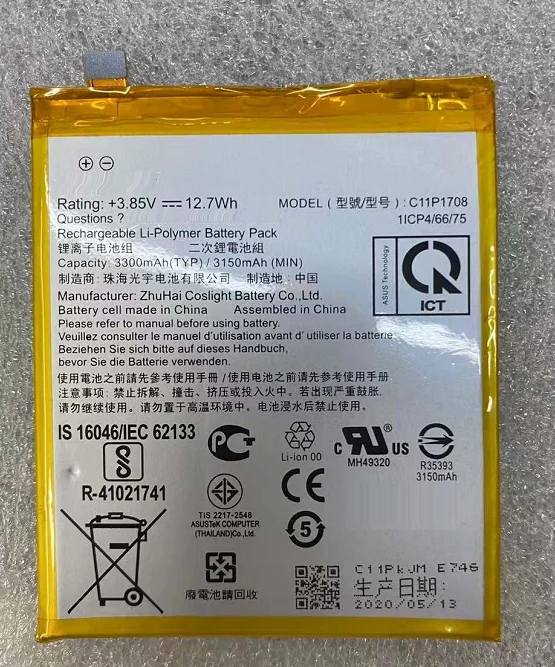 ⊕⊖
Rating: +3.85V ⎓ 12.7Wh
MODEL ( 型號/型号 ) : C11P1708
Questions ?
1ICP4/66/75
Rechargeable Li-Polymer Battery Pack
锂离子电池组 二次鋰電池組
Capacity: 3300mAh(TYP) / 3150mAh (MIN)
制造商: 珠海光宇电池有限公司 制造地: 中国
Manufacturer: ZhuHai Coslight Battery Co.,Ltd.
Battery cell made in China Assembled in China
Please refer to manual before using battery.
Veuillez consulter le manuel d'utilisation avant d' utiliser la batterie
Beziehen Sie sich bitte auf dieses Handbuch,
bevor Sie die Batterie verwenden.
ASUS Technology
ICT
使用電池之前請先參考使用手冊 / 使用电池之前请先参考使用手册
注意事项: 禁止拆解、撞击、挤压或投入火中。若出现严重鼓胀,
请勿继续使用。勿置于高温环境中。电池浸水后禁止使用。
IS 16046/IEC 62133
R-41021741
TIS 2217-2548
ASUSTeK COMPUTER
(THAILAND)Co.,Ltd.
Li-ion 00
CE
5
c RU ® US
MH49320
R35393
3150mAh
廢電池請回收
C11PkJM E746
生产日期:
2020/05/13